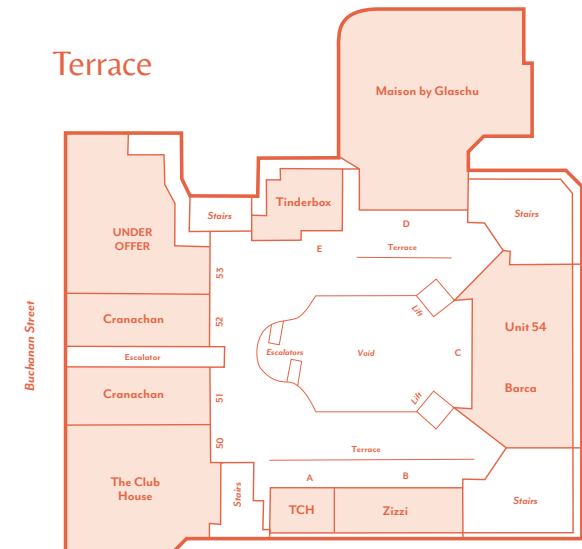 Terrace
Maison by Glaschu
Tinderbox
Stairs
Stairs
UNDER
OFFER
D
E
Terrace
53
Lift
Buchanan Street
Cranachan
52
Unit 54
Escalator
Escalators
Void
C
Cranachan
51
Barca
Lift
50
Terrace
The Club
House
Stairs
A
B
TCH
Zizzi
Stairs